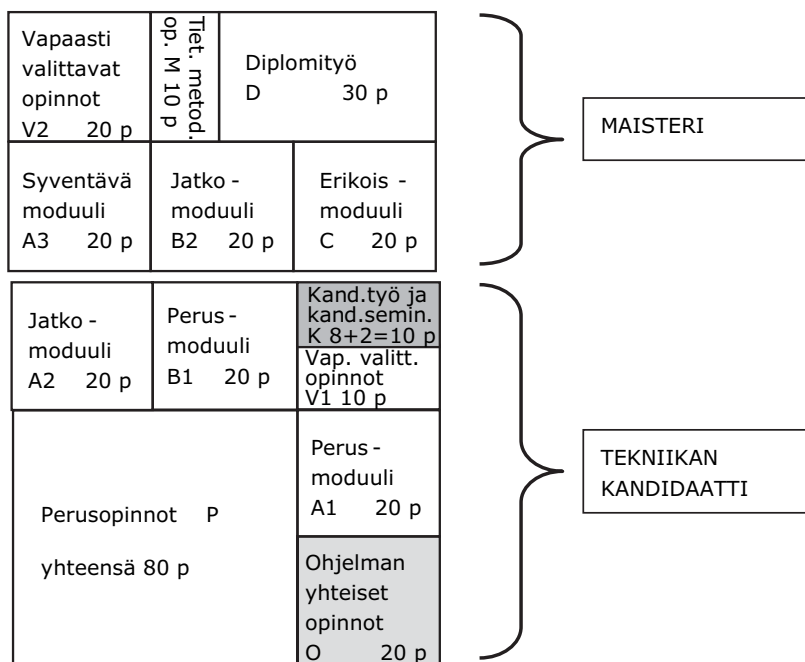 Vapaasti
valittavat
opinnot
V2 20 p
Tiet. metod.
op. M 10 p
Diplomityö
D 30 p
MAISTERI
Syventävä
moduuli
A3 20 p
Jatko -
moduuli
B2 20 p
Erikois -
moduuli
C 20 p
Jatko -
moduuli
A2 20 p
Perus -
moduuli
B1 20 p
Kand.työ ja
kand.semin.
K 8+2=10 p
Vap. valitt.
opinnot
V1 10 p
Perusopinnot P
yhteensä 80 p
Perus -
moduuli
A1 20 p
Ohjelman
yhteiset
opinnot
O 20 p
TEKNIIKAN
KANDIDAATTI